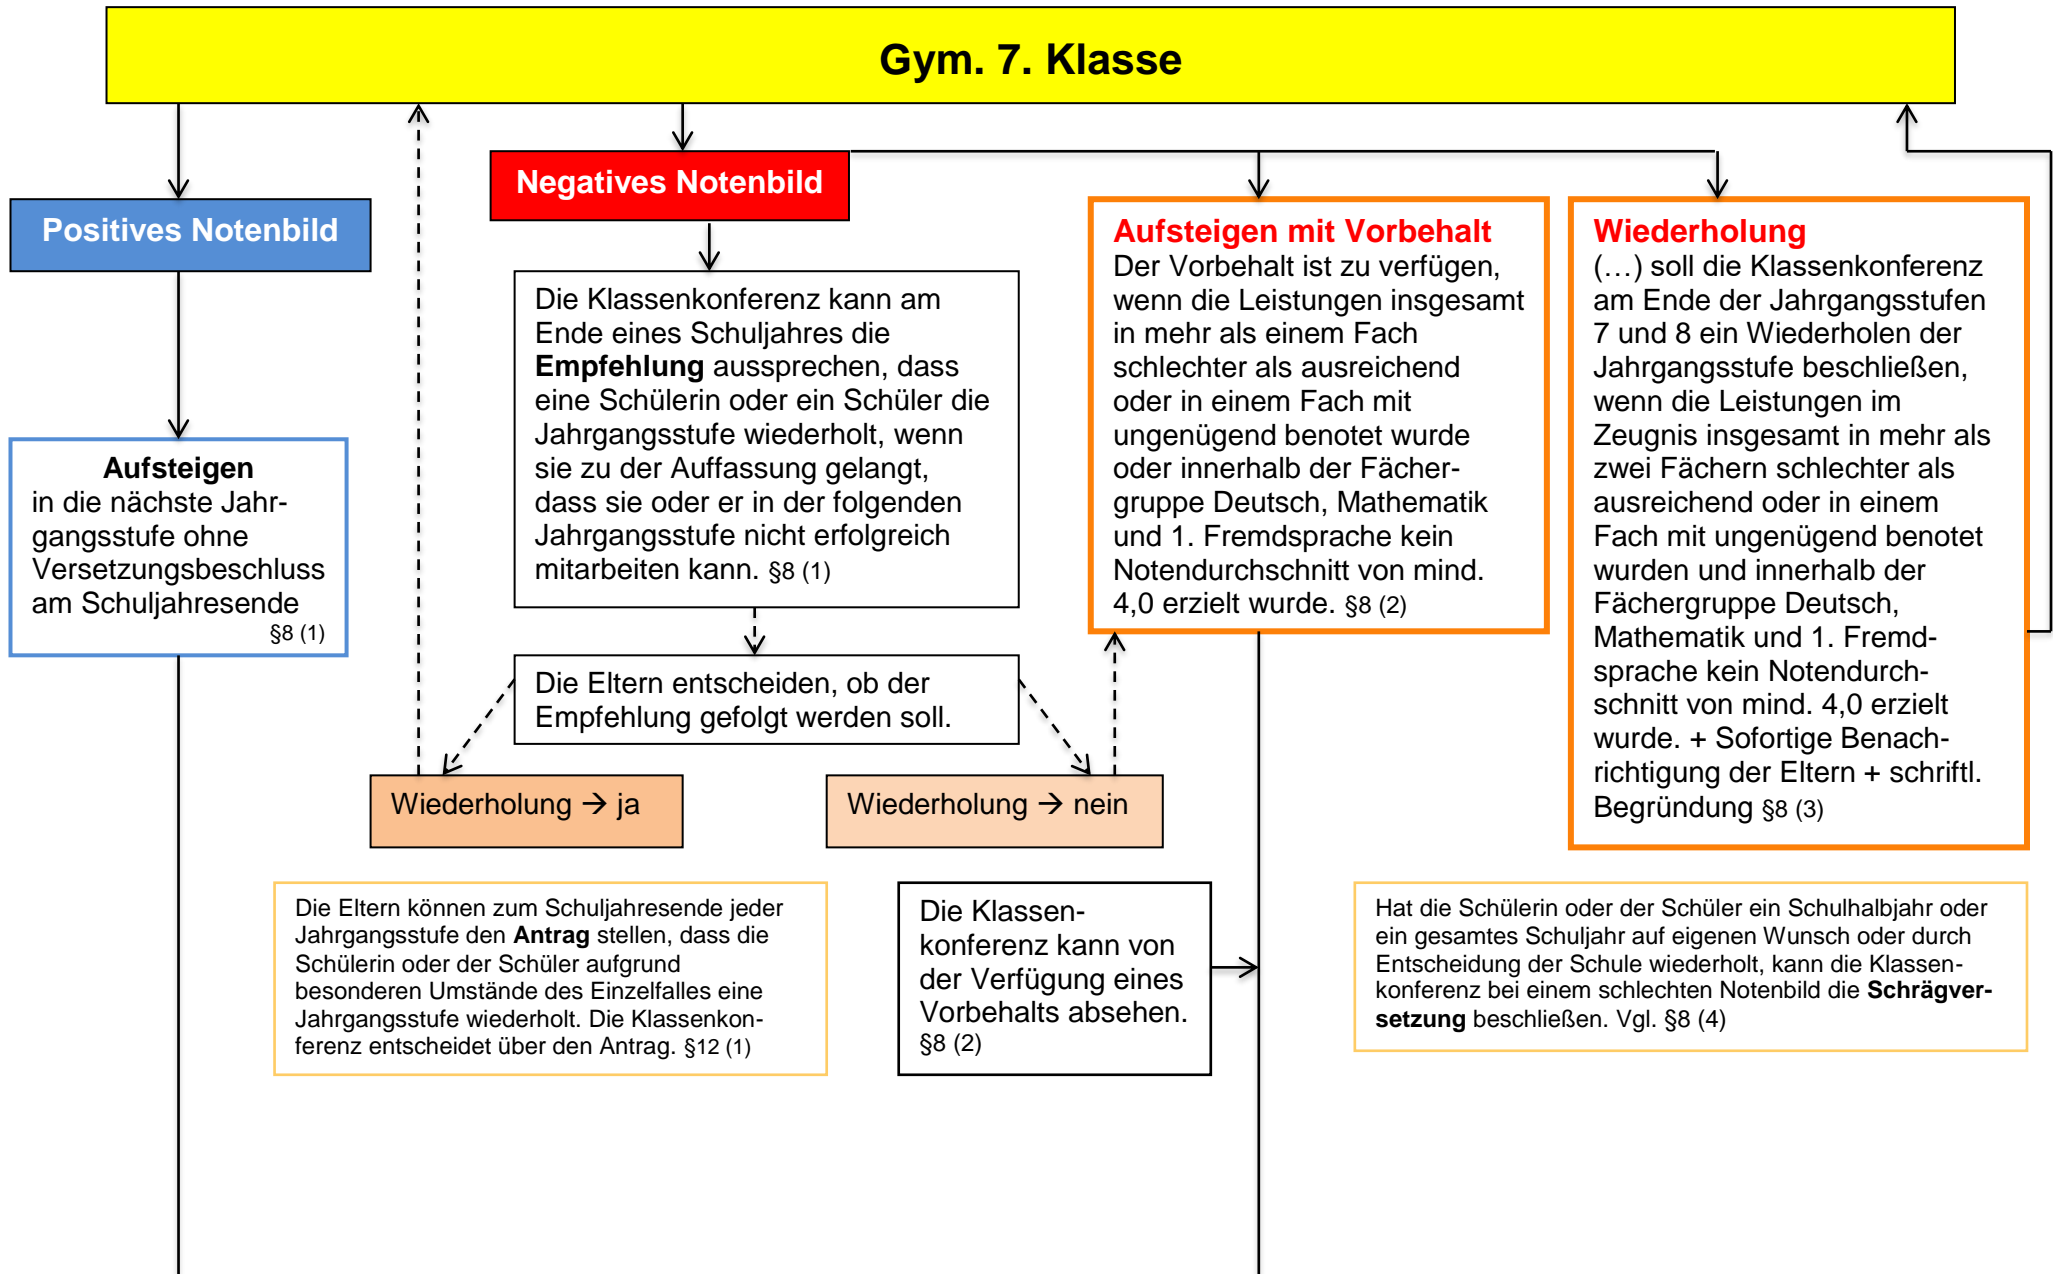 Gym. 7. Klasse
Positives Notenbild
Aufsteigen
in die nächste Jahr-
gangsstufe ohne
Versetzungsbeschluss
am Schuljahresende
§8 (1)
Negatives Notenbild
Die Klassenkonferenz kann am
Ende eines Schuljahres die
Empfehlung aussprechen, dass
eine Schülerin oder ein Schüler die
Jahrgangsstufe wiederholt, wenn
sie zu der Auffassung gelangt,
dass sie oder er in der folgenden
Jahrgangsstufe nicht erfolgreich
mitarbeiten kann. §8 (1)
Die Eltern entscheiden, ob der
Empfehlung gefolgt werden soll.
Wiederholung → ja
Wiederholung → nein
Aufsteigen mit Vorbehalt
Der Vorbehalt ist zu verfügen,
wenn die Leistungen insgesamt
in mehr als einem Fach
schlechter als ausreichend
oder in einem Fach mit
ungenügend benotet wurde
oder innerhalb der Fächer-
gruppe Deutsch, Mathematik
und 1. Fremdsprache kein
Notendurchschnitt von mind.
4,0 erzielt wurde. §8 (2)
Wiederholung
(…) soll die Klassenkonferenz
am Ende der Jahrgangsstufen
7 und 8 ein Wiederholen der
Jahrgangsstufe beschließen,
wenn die Leistungen im
Zeugnis insgesamt in mehr als
zwei Fächern schlechter als
ausreichend oder in einem
Fach mit ungenügend benotet
wurden und innerhalb der
Fächergruppe Deutsch,
Mathematik und 1. Fremd-
sprache kein Notendurch-
schnitt von mind. 4,0 erzielt
wurde. + Sofortige Benach-
richtigung der Eltern + schriftl.
Begründung §8 (3)
Die Eltern können zum Schuljahresende jeder
Jahrgangsstufe den Antrag stellen, dass die
Schülerin oder der Schüler aufgrund
besonderen Umstände des Einzelfalles eine
Jahrgangsstufe wiederholt. Die Klassenkon-
ferenz entscheidet über den Antrag. §12 (1)
Die Klassen-
konferenz kann von
der Verfügung eines
Vorbehalts absehen.
§8 (2)
Hat die Schülerin oder der Schüler ein Schulhalbjahr oder
ein gesamtes Schuljahr auf eigenen Wunsch oder durch
Entscheidung der Schule wiederholt, kann die Klassen-
konferenz bei einem schlechten Notenbild die Schrägver-
setzung beschließen. Vgl. §8 (4)